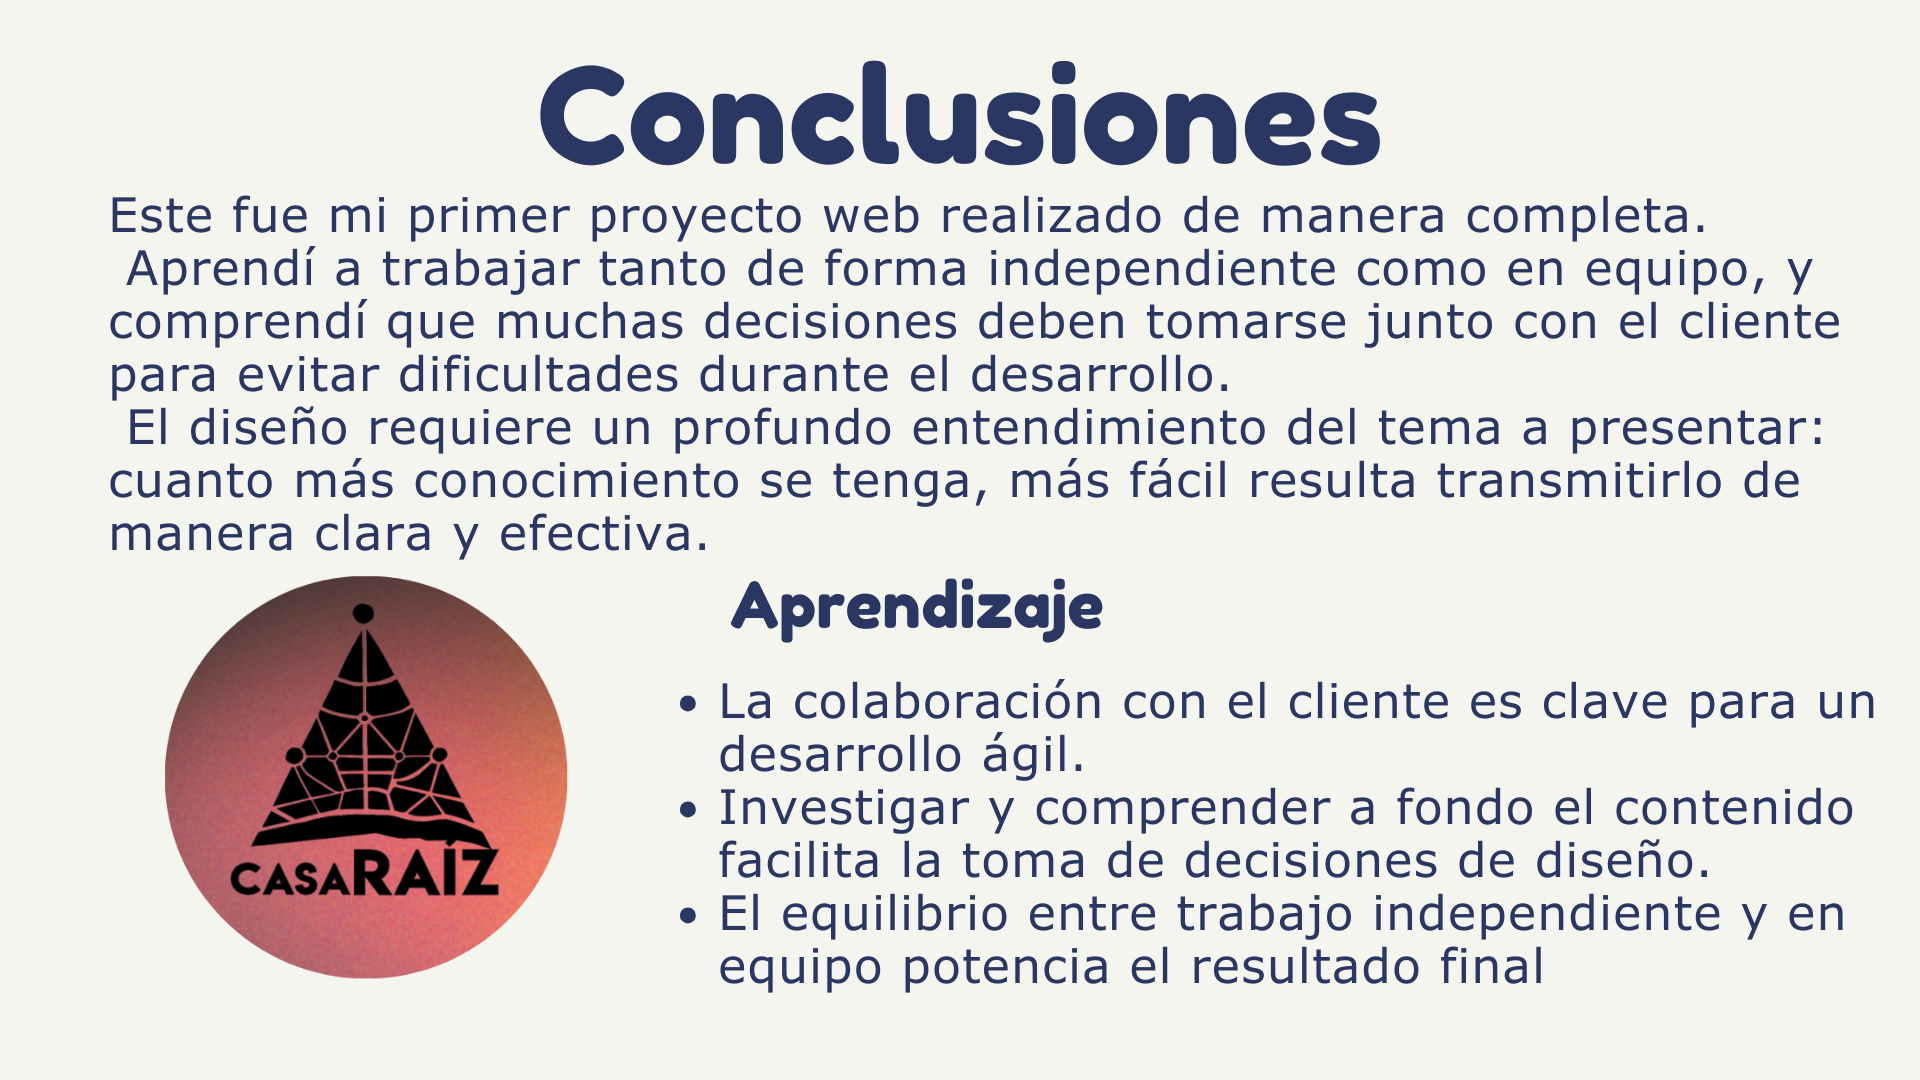 Conclusiones
Este fue mi primer proyecto web realizado de manera completa.
Aprendí a trabajar tanto de forma independiente como en equipo, y
comprendí que muchas decisiones deben tomarse junto con el cliente
para evitar dificultades durante el desarrollo.
El diseño requiere un profundo entendimiento del tema a presentar:
cuanto más conocimiento se tenga, más fácil resulta transmitirlo de
manera clara y efectiva.
CASARAÍZ
Aprendizaje
• La colaboración con el cliente es clave para un
desarrollo ágil.
• Investigar y comprender a fondo el contenido
facilita la toma de decisiones de diseño.
• El equilibrio entre trabajo independiente y en
equipo potencia el resultado final